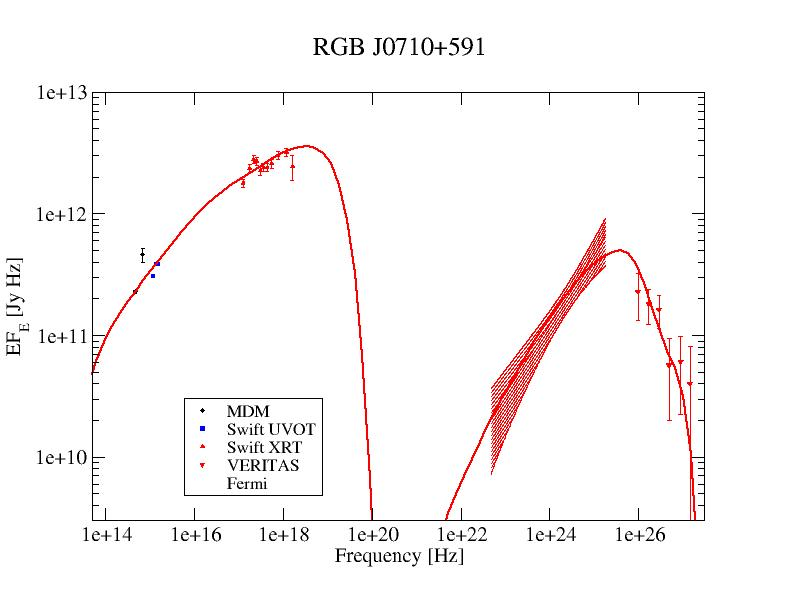 RGB J0710+591
1e+13
1e+12
1e+11
1e+10
EF_E [Jy Hz]
MDM
Swift UVOT
Swift XRT
VERITAS
Fermi
1e+14 1e+16 1e+18 1e+20 1e+22 1e+24 1e+26
Frequency [Hz]